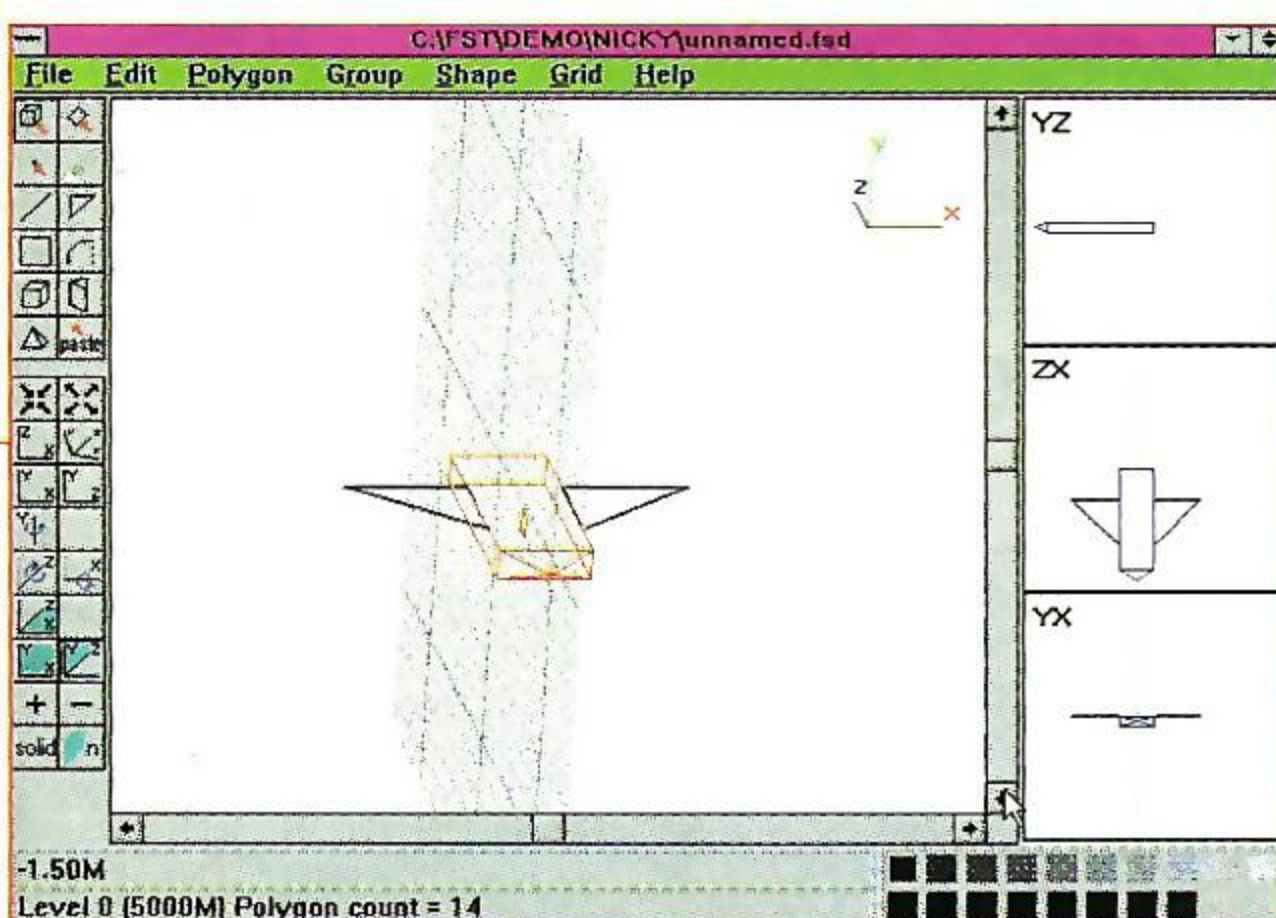 C:\FST\DEMO\NICKY\unnamed.fsd
File Edit Polygon Group Shape Grid Help
paste
Z X
Y X Y Z
Y
Z X
Z X
Y X Y Z
+ −
solid n
Y
Z
X
YZ
ZX
YX
-1.50M
Level 0 (5000M) Polygon count = 14